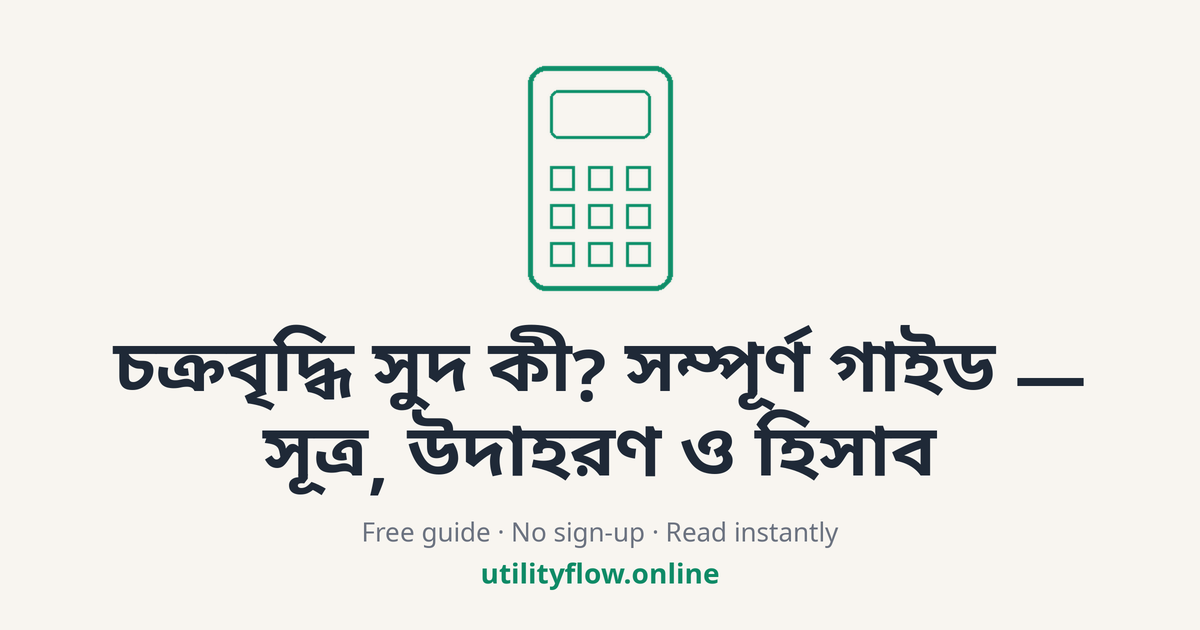 চক্রবৃদ্ধি সুদ কী? সম্পূর্ণ গাইড —
সূত্র, উদাহরণ ও হিসাব
Free guide · No sign-up · Read instantly
utilityflow.online